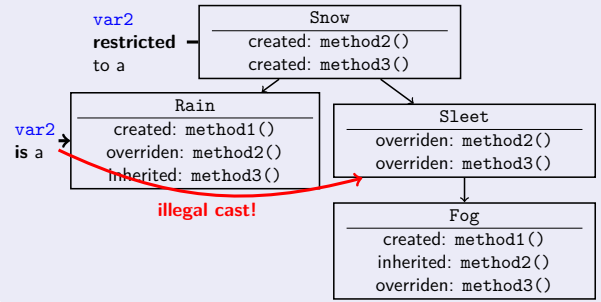 var2
restricted
to a
Snow
created: method2()
created: method3()
var2
is a
Rain
created: method1()
overriden: method2()
inherited: method3()
Sleet
overriden: method2()
overriden: method3()
illegal cast!
Fog
created: method1()
inherited: method2()
overriden: method3()